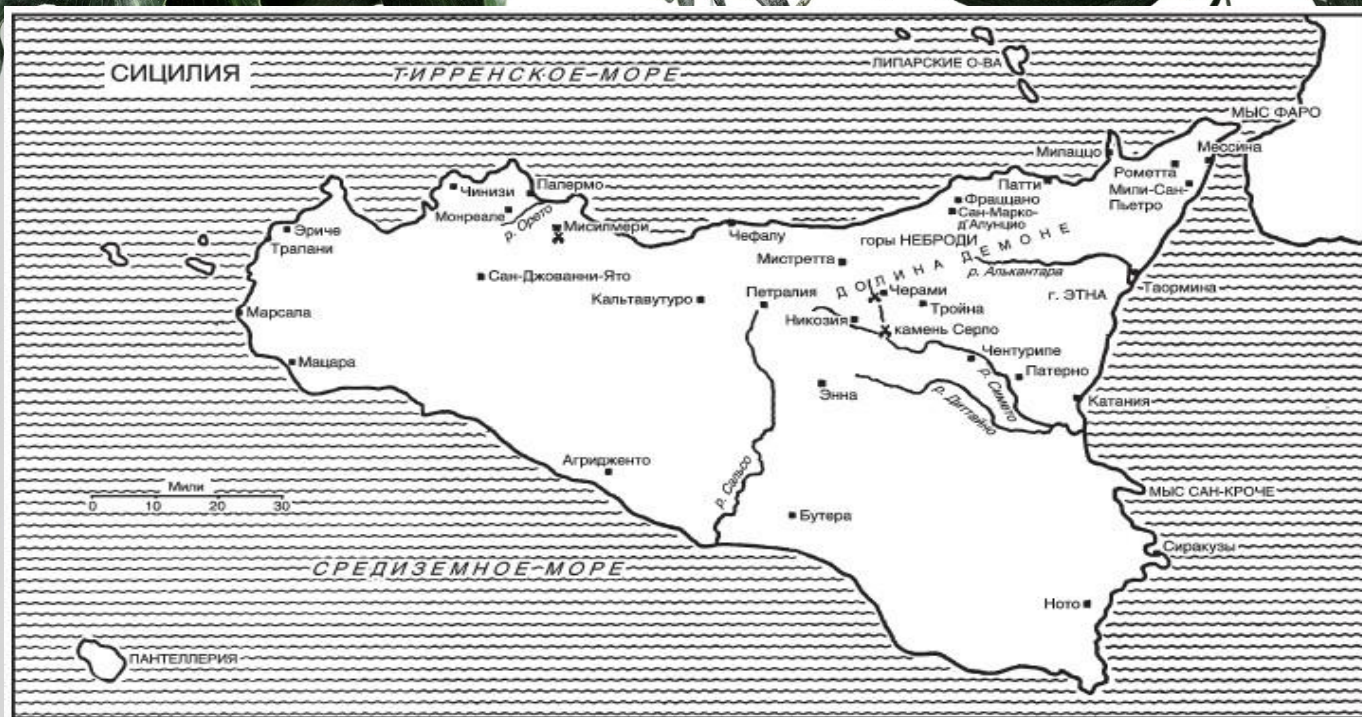 СИЦИЛИЯ
ТИРРЕНСКОЕ МОРЕ
ЛИПАРСКИЕ О-ВА
МЫС ФАРО
Милаццо
Мессина
Рометта
Мили-Сан-
Пьетро
Патти
Фраццано
Сан-Марко-
д'Алунцио
Чинизи
Палермо
Монреале
р. Орето
Мисилмери
Чефалу
горы НЕБРОДИ
ДОЛИНА ДЕМОНЕ
Эриче
Трапани
Мистретта
р. Алькантара
Сан-Джованни-Ято
Кальтавутуро
Петралия
Черами
г. ЭТНА
Таормина
Тройна
Марсала
Никозия
камень Серло
Мацара
Чентурипе
Патерно
р. Симето
Энна
р. Диттайно
Катания
Агридженто
р. Сальсо
Мили
0 10 20 30
МЫС САН-КРОЧЕ
Бутера
Сиракузы
СРЕДИЗЕМНОЕ МОРЕ
Ното
ПАНТЕЛЛЕРИЯ